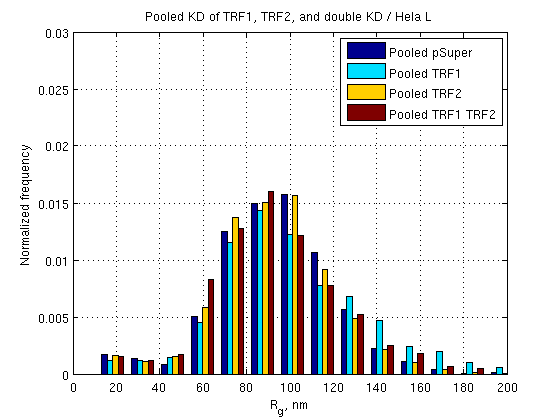 Pooled KD of TRF1, TRF2, and double KD / Hela L
0.03
0.025
0.02
0.015
0.01
0.005
0
Normalized frequency
Pooled pSuper
Pooled TRF1
Pooled TRF2
Pooled TRF1 TRF2
0 20 40 60 80 100 120 140 160 180 200
Rg, nm